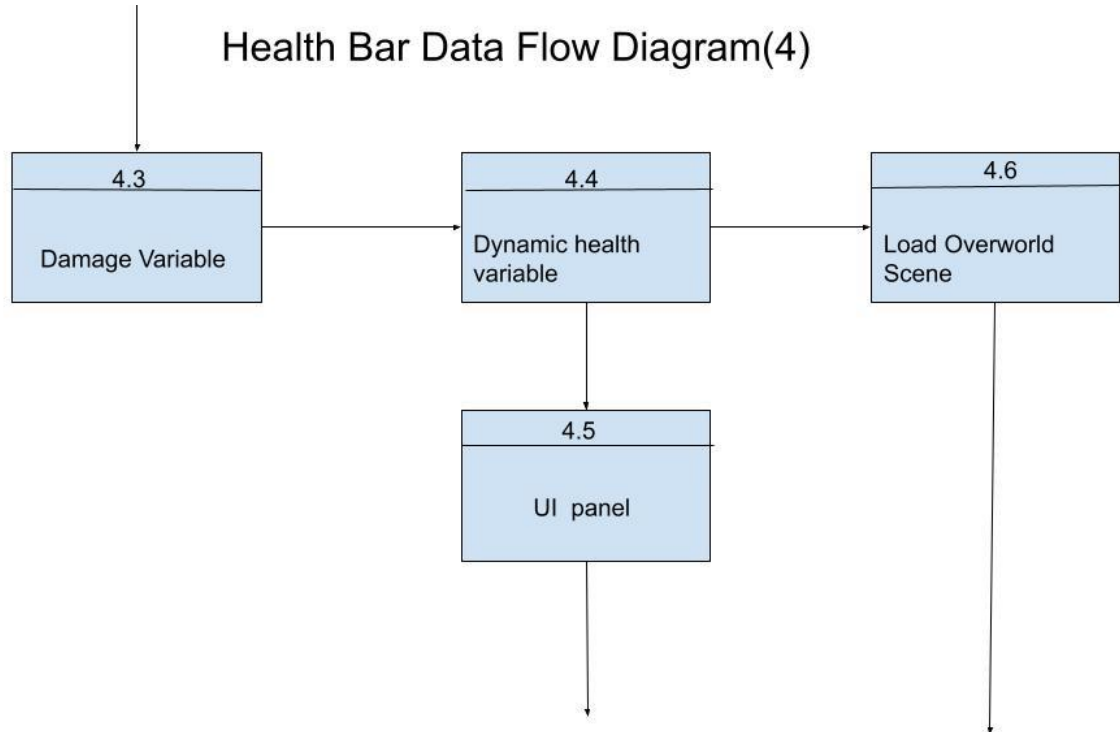 Health Bar Data Flow Diagram(4)
4.3
Damage Variable
4.4
Dynamic health
variable
4.6
Load Overworld
Scene
4.5
UI panel